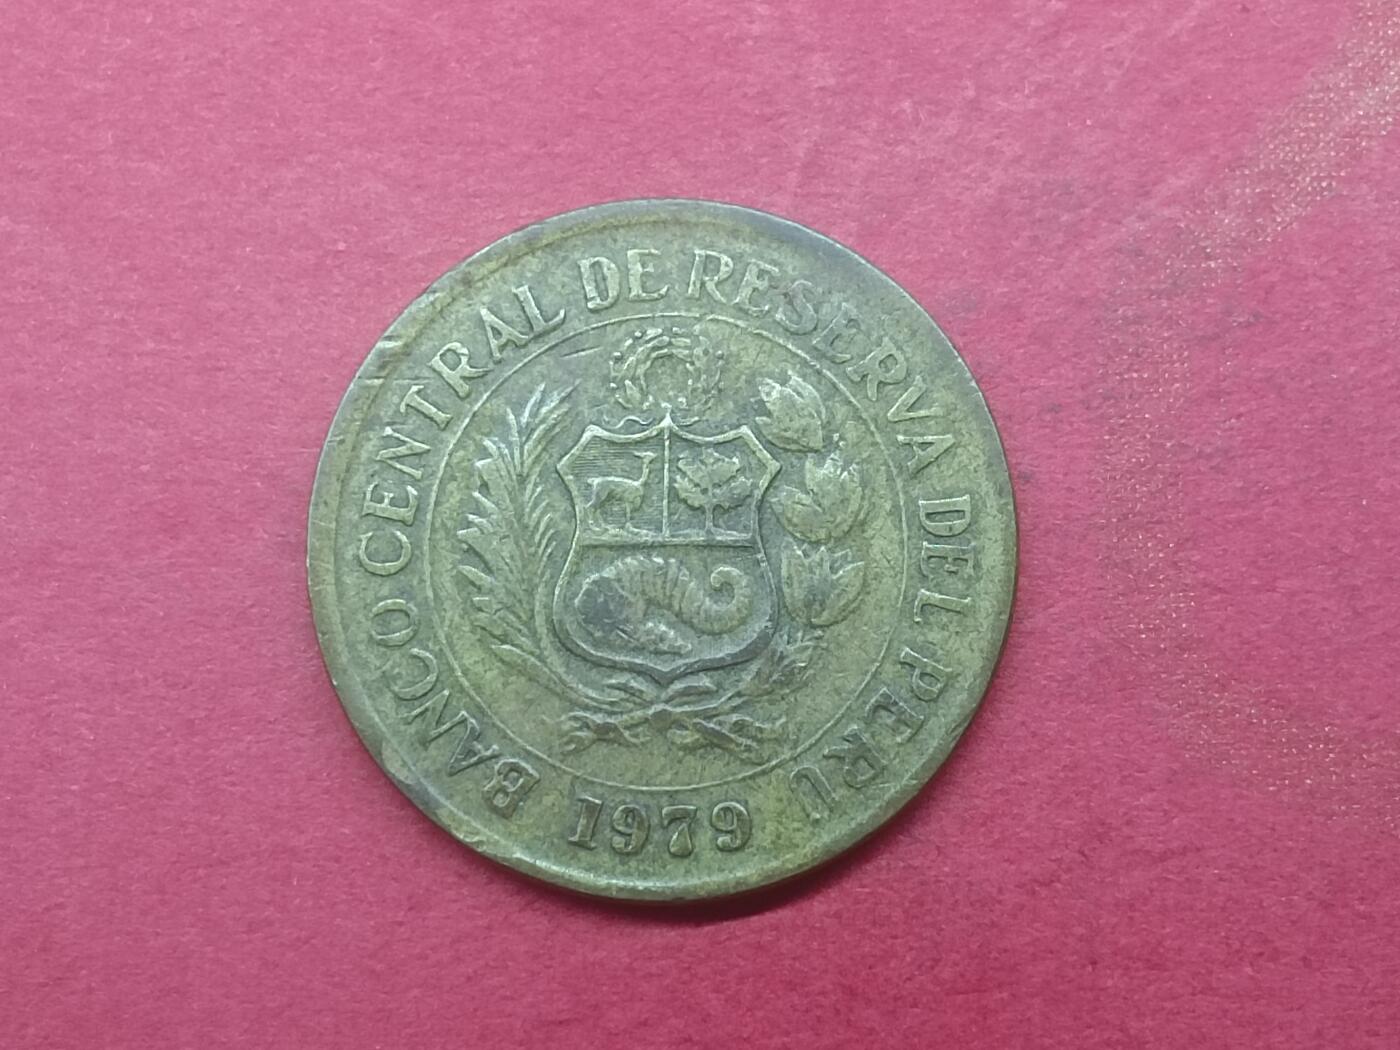 BANCO CENTRAL DE RESERVA DEL PERU
1979